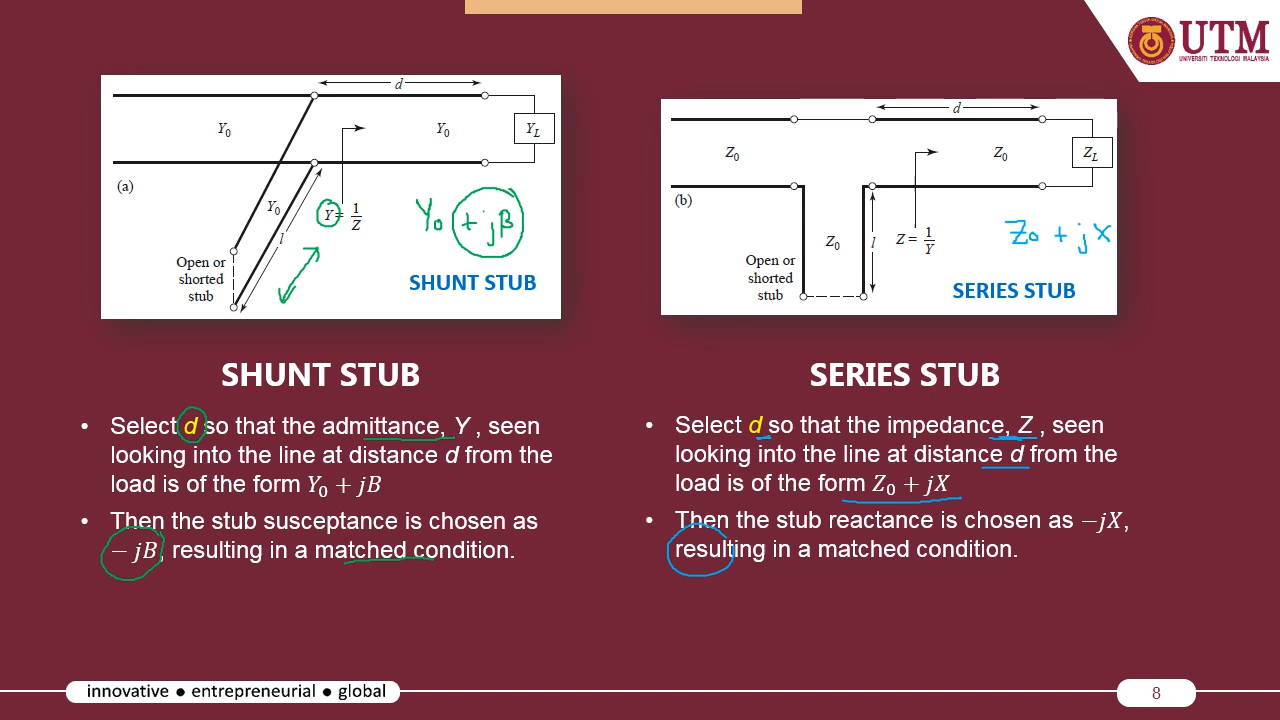 UTM
UNIVERSITI TEKNOLOGI MALAYSIA
d
Y₀
Y₀
Y_L
(a)
Y₀
Y = 1/Z
l
Open or
shorted
stub
Y₀ + jB
SHUNT STUB
d
Z₀
Z₀
Z_L
(b)
Z₀
l
Z = 1/Y
Open or
shorted
stub
Z₀ + jX
SERIES STUB
SHUNT STUB
• Select d so that the admittance, Y , seen
looking into the line at distance d from the
load is of the form Y₀ + jB
• Then the stub susceptance is chosen as
− jB, resulting in a matched condition.
SERIES STUB
• Select d so that the impedance, Z , seen
looking into the line at distance d from the
load is of the form Z₀ + jX
• Then the stub reactance is chosen as −jX,
resulting in a matched condition.
innovative ● entrepreneurial ● global
8